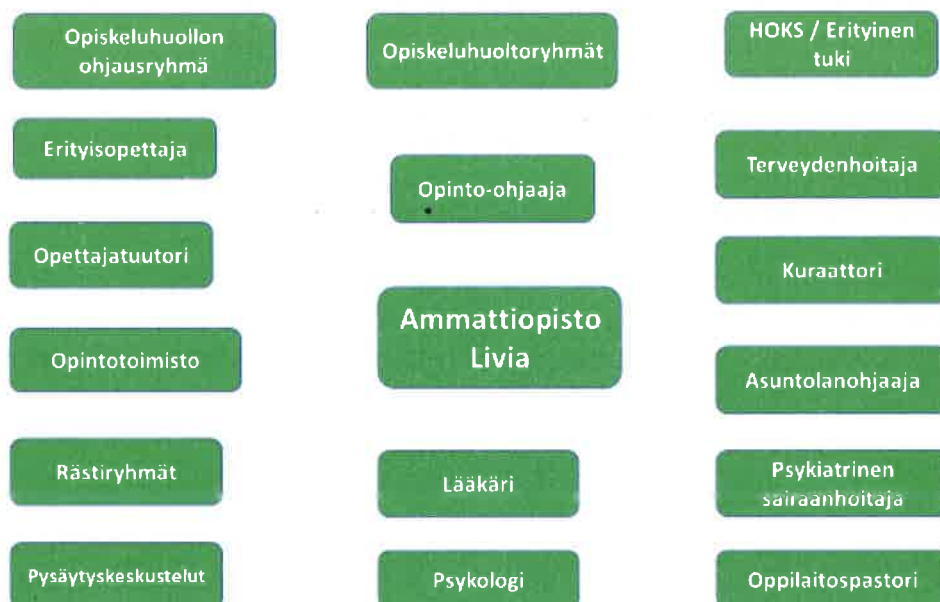 Opiskeluhuollon
ohjausryhmä
Opiskeluhuoltoryhmät
HOKS / Erityinen
tuki
Erityisopettaja
Opinto-ohjaaja
Terveydenhoitaja
Opettajatuutori
Kuraattori
Ammattiopisto
Livia
Opintotoimisto
Asuntolanohjaaja
Rästiryhmät
Lääkäri
Psykiatrinen
sairaanhoitaja
Pysäytyskeskustelut
Psykologi
Oppilaitospastori